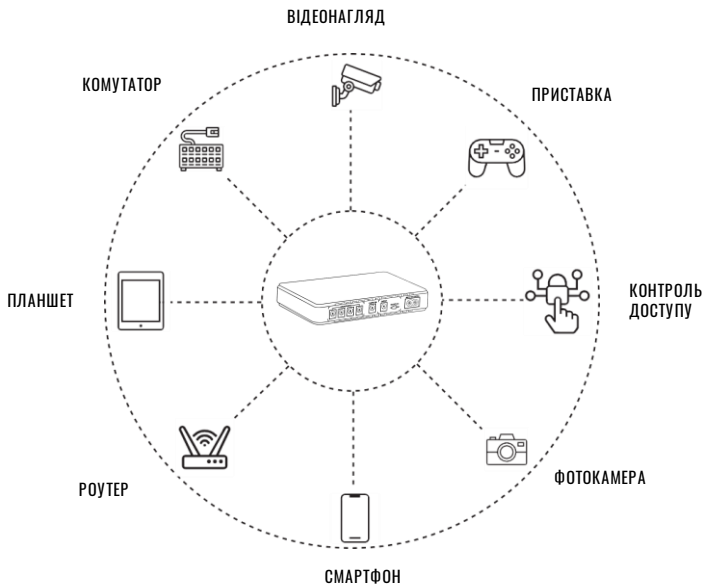 ВІДЕОНАГЛЯД
КОМУТАТОР
ПРИСТАВКА
ПЛАНШЕТ
КОНТРОЛЬ
ДОСТУПУ
РОУТЕР
ФОТОКАМЕРА
СМАРТФОН